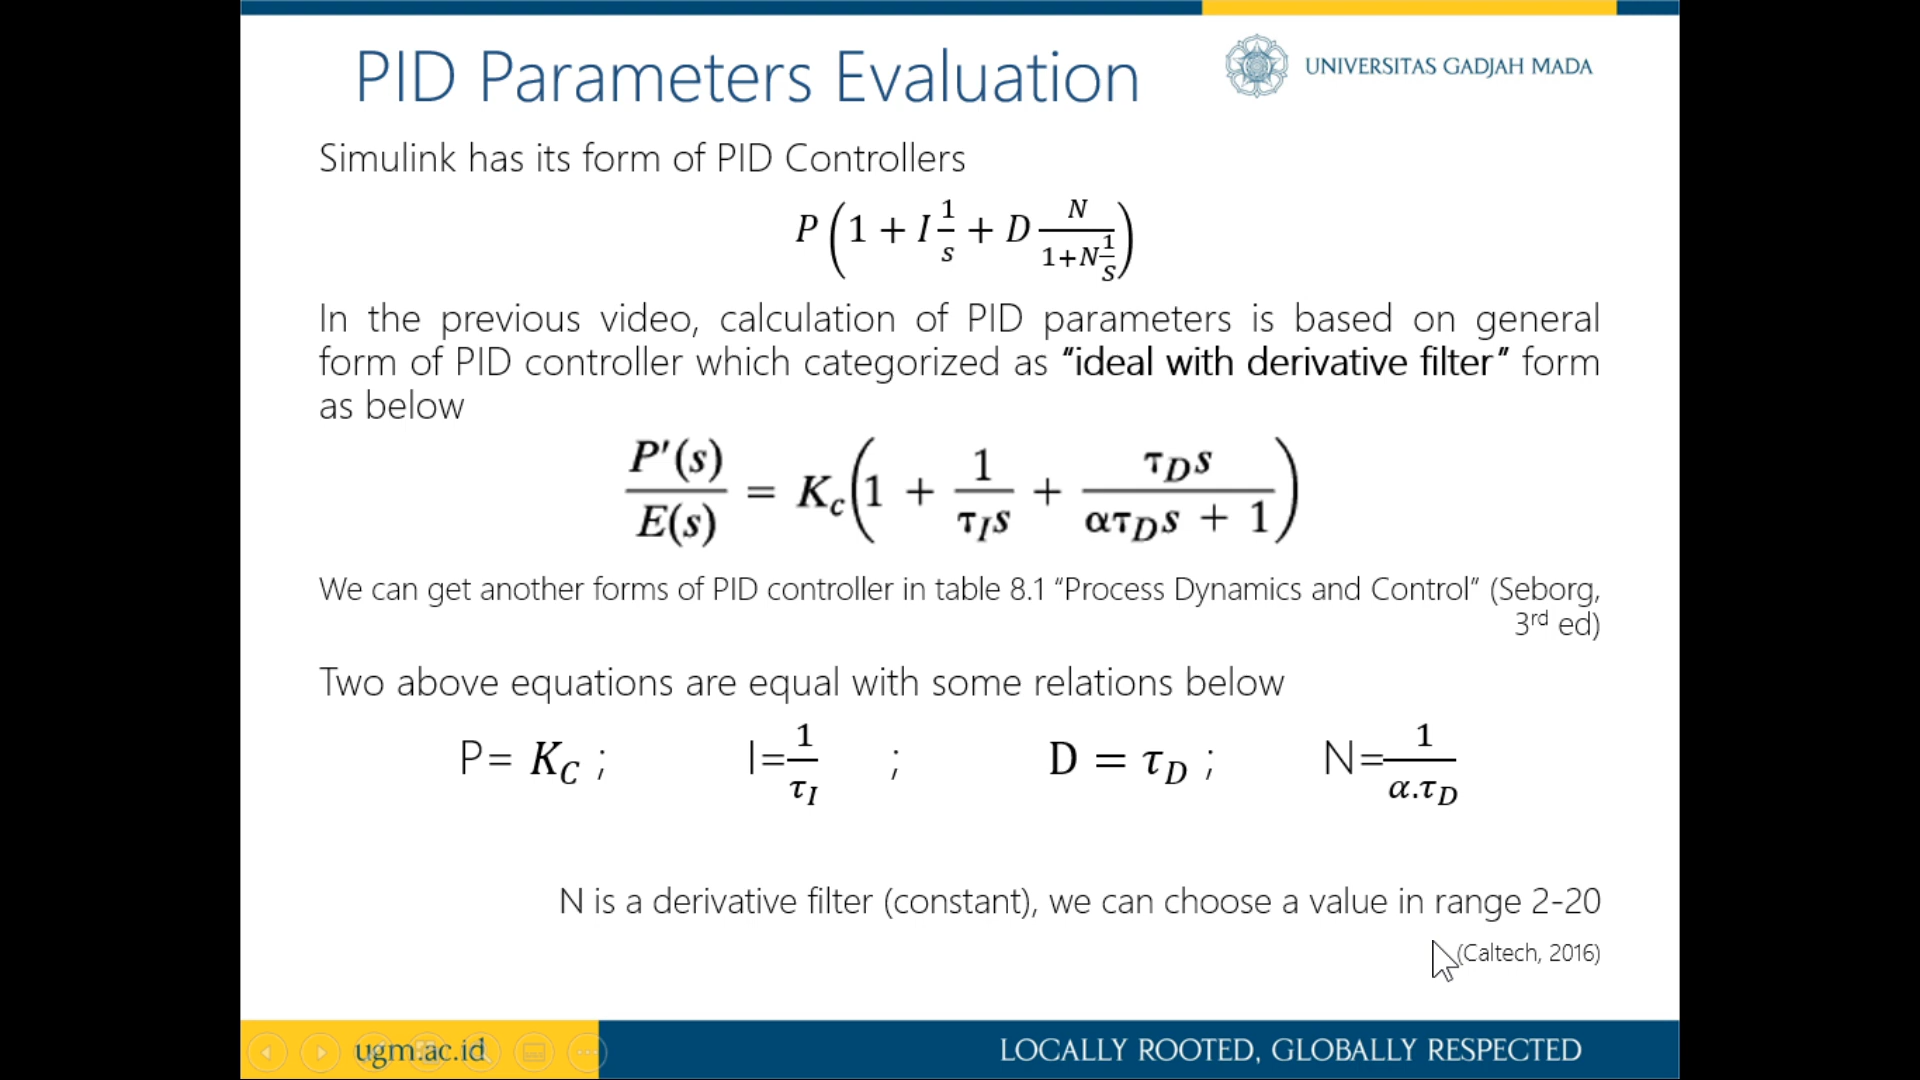 PID Parameters Evaluation
UNIVERSITAS GADJAH MADA
Simulink has its form of PID Controllers
P(1 + I 1/s + D N/(1+N 1/s))
In the previous video, calculation of PID parameters is based on general
form of PID controller which categorized as “ideal with derivative filter” form
as below
P′(s)/E(s) = Kc(1 + 1/(τIs) + τDs/(ατDs + 1))
We can get another forms of PID controller in table 8.1 “Process Dynamics and Control” (Seborg,
3rd ed)
Two above equations are equal with some relations below
P= KC ; I=1/τI ; D = τD ; N=1/(α.τD)
N is a derivative filter (constant), we can choose a value in range 2-20
(Caltech, 2016)
ugm.ac.id
LOCALLY ROOTED, GLOBALLY RESPECTED